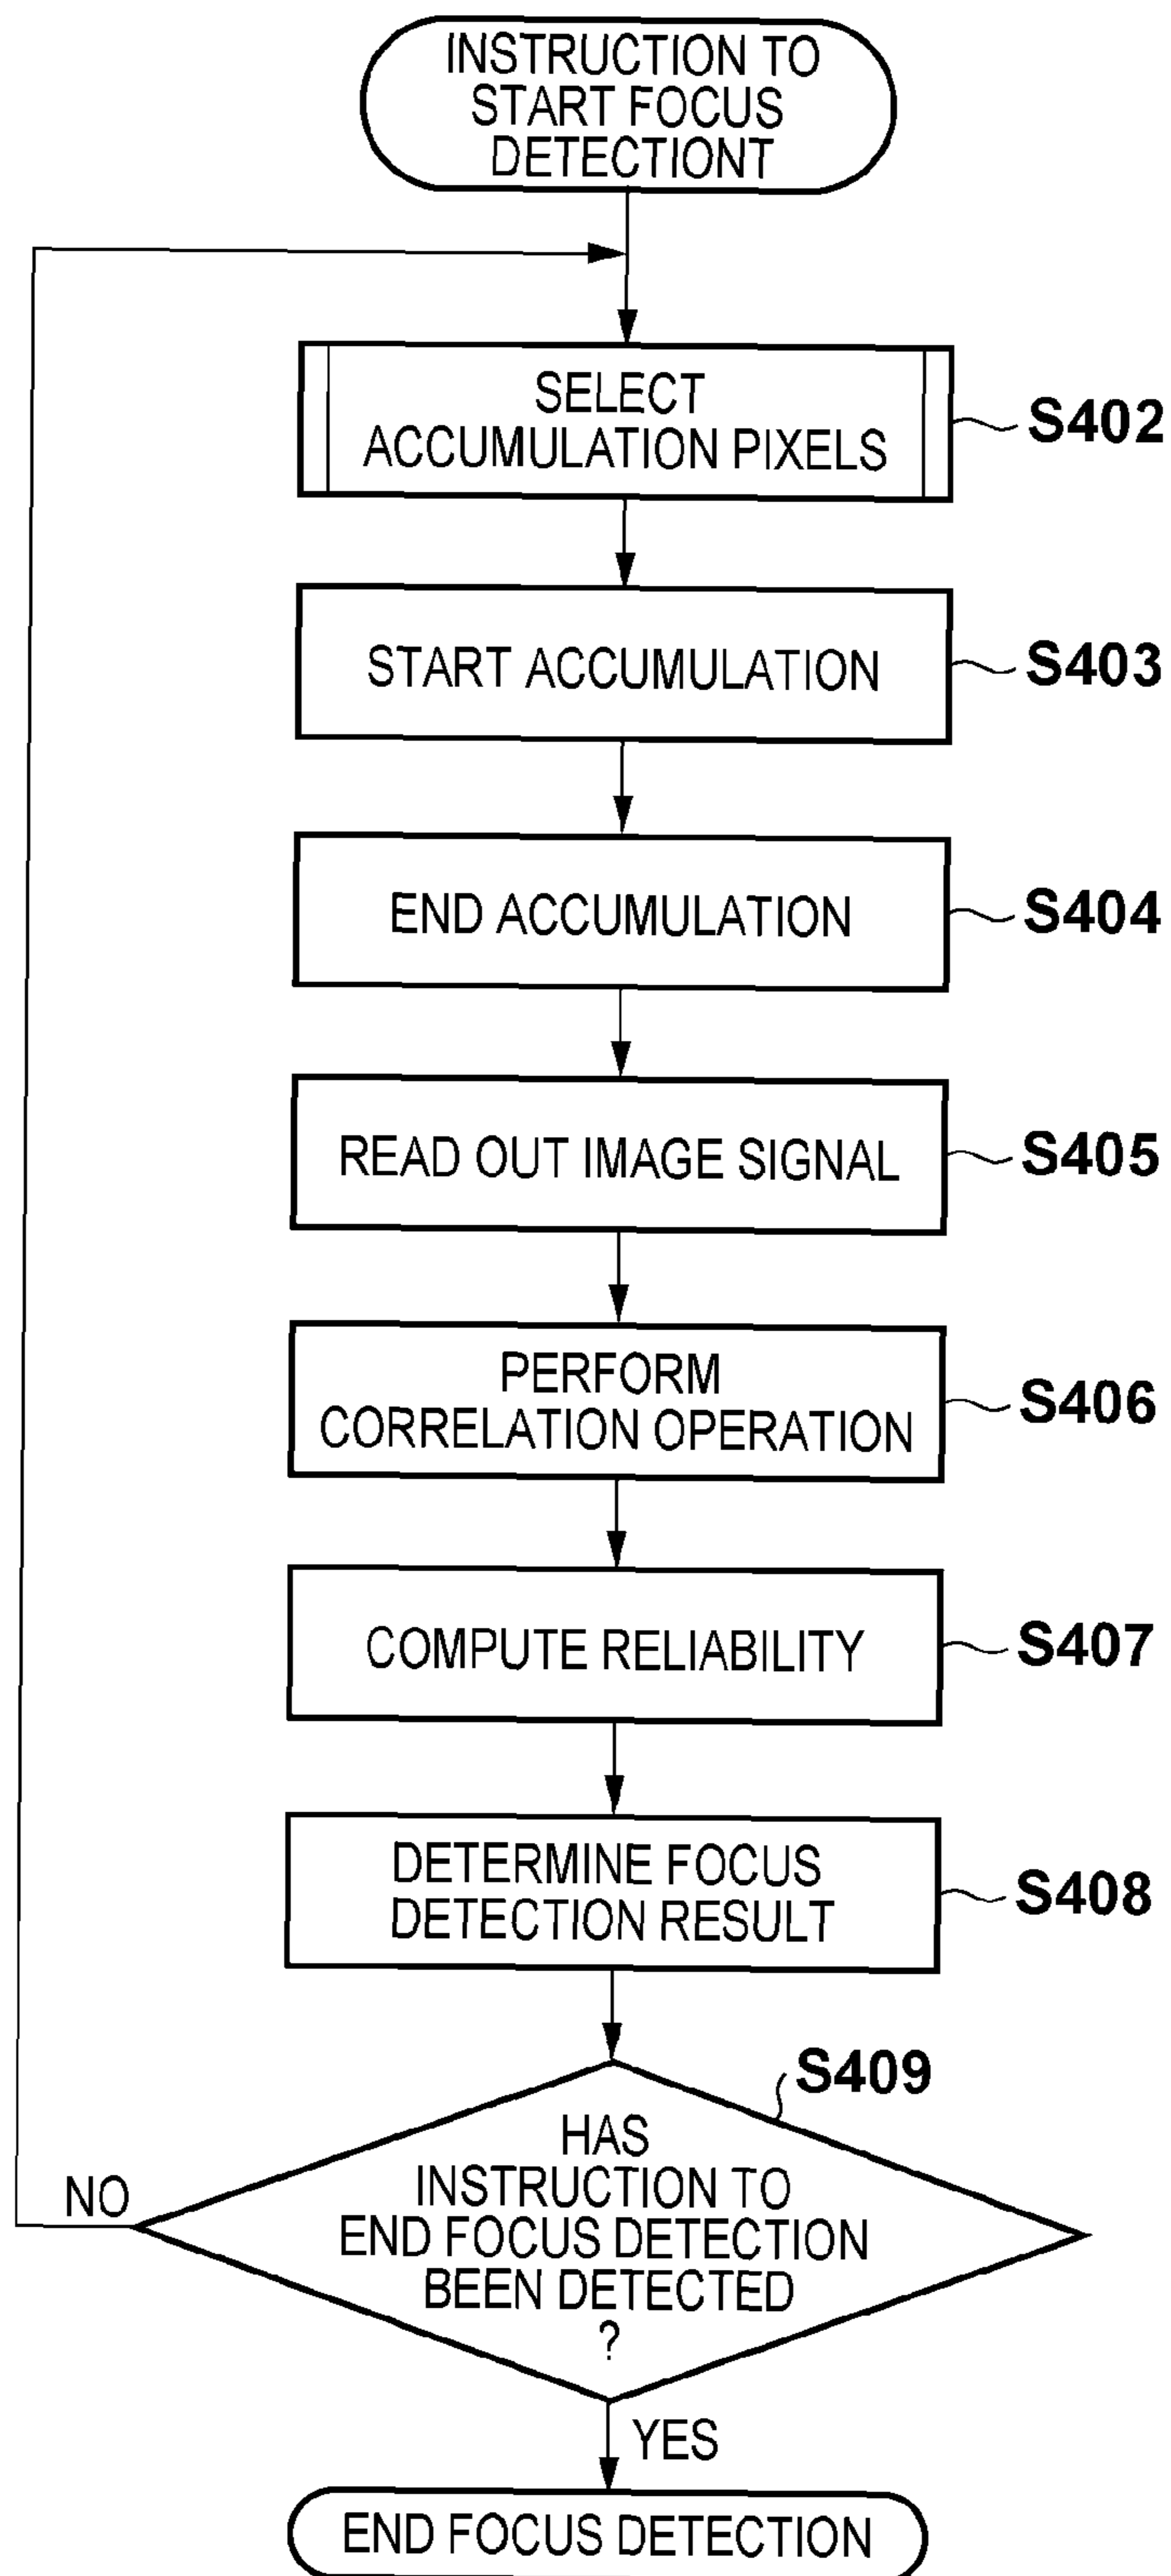 INSTRUCTION TO
START FOCUS
DETECTIONT
SELECT
ACCUMULATION PIXELS
S402
START ACCUMULATION
S403
END ACCUMULATION
S404
READ OUT IMAGE SIGNAL
S405
PERFORM
CORRELATION OPERATION
S406
COMPUTE RELIABILITY
S407
DETERMINE FOCUS
DETECTION RESULT
S408
S409
HAS
INSTRUCTION TO
END FOCUS DETECTION
BEEN DETECTED
?
NO
YES
END FOCUS DETECTION